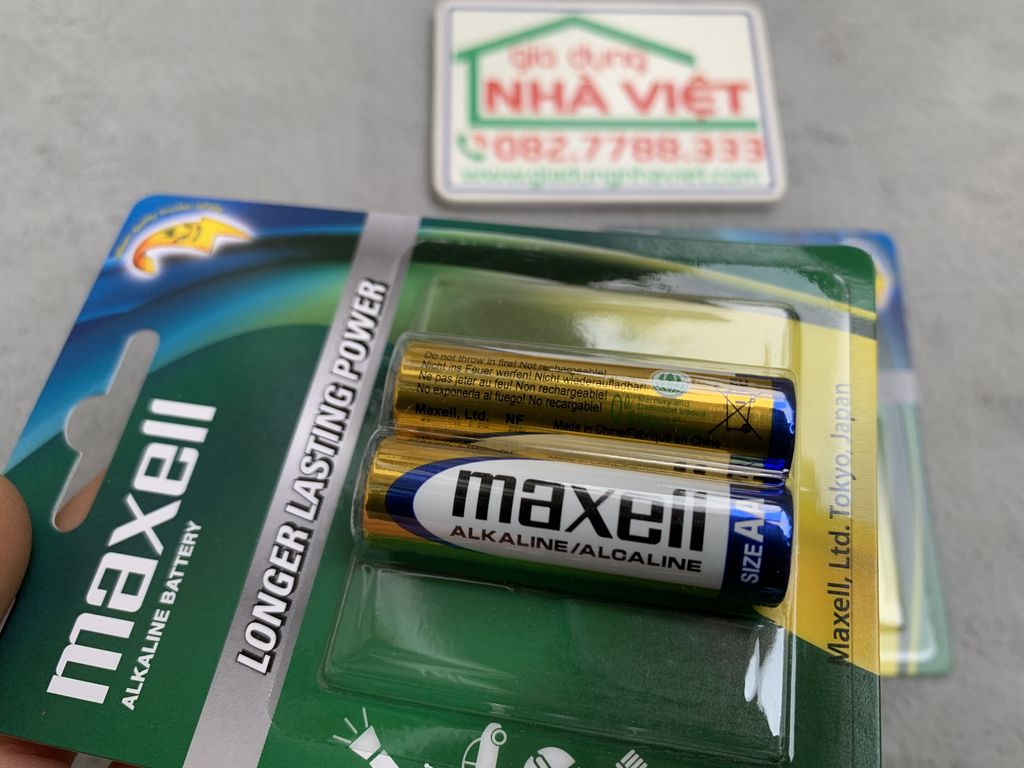 gia dụng
NHÀ VIỆT
082.7788.333
www.giadungnhaviet.com
maxell
ALKALINE BATTERY
LONGER LASTING POWER
Do not throw in fire! Not rechargeable!
Nicht ins Feuer werfen! Nicht wiederaufladbar
Ne pas jeter au feu! Non rechargeable!
No exponerla al fuego! No recargable!
Maxell, Ltd. NF
0%
Made in China/Fabriqué en Chine
maxell
ALKALINE/ALCALINE
SIZE AA
Maxell, Ltd. Tokyo, Japan
AA